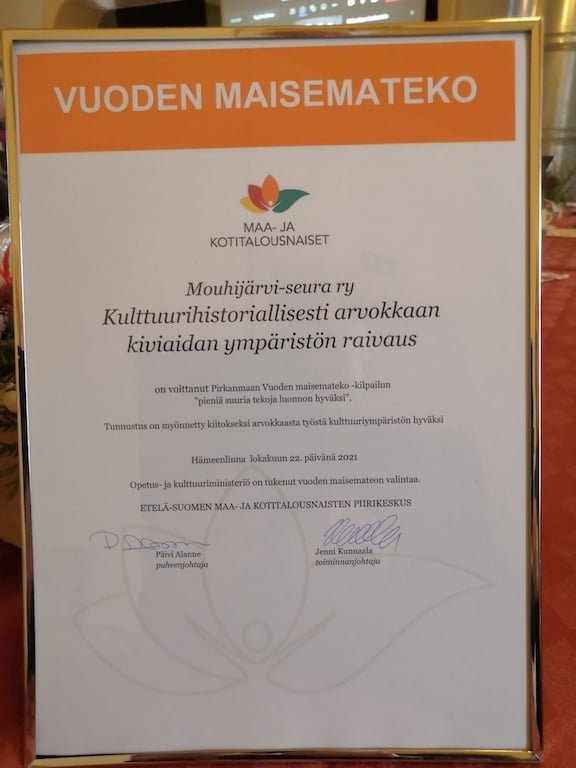 VUODEN MAISEMATEKO
MAA- JA
KOTITALOUSNAISET
Mouhijärvi-seura ry
Kulttuurihistoriallisesti arvokkaan
kiviaidan ympäristön raivaus
on voittanut Pirkanmaan Vuoden maisemateko -kilpailun
"pieniä suuria tekoja luonnon hyväksi".
Tunnustus on myönnetty kiitokseksi arvokkaasta työstä kulttuuriympäristön hyväksi
Hämeenlinna lokakuun 22. päivänä 2021
Opetus- ja kulttuuriministeriö on tukenut vuoden maisemateon valintaa.
ETELÄ-SUOMEN MAA- JA KOTITALOUSNAISTEN PIIRIKESKUS
Päivi Alanne
puheenjohtaja
Jenni Kunnaala
toiminnanjohtaja